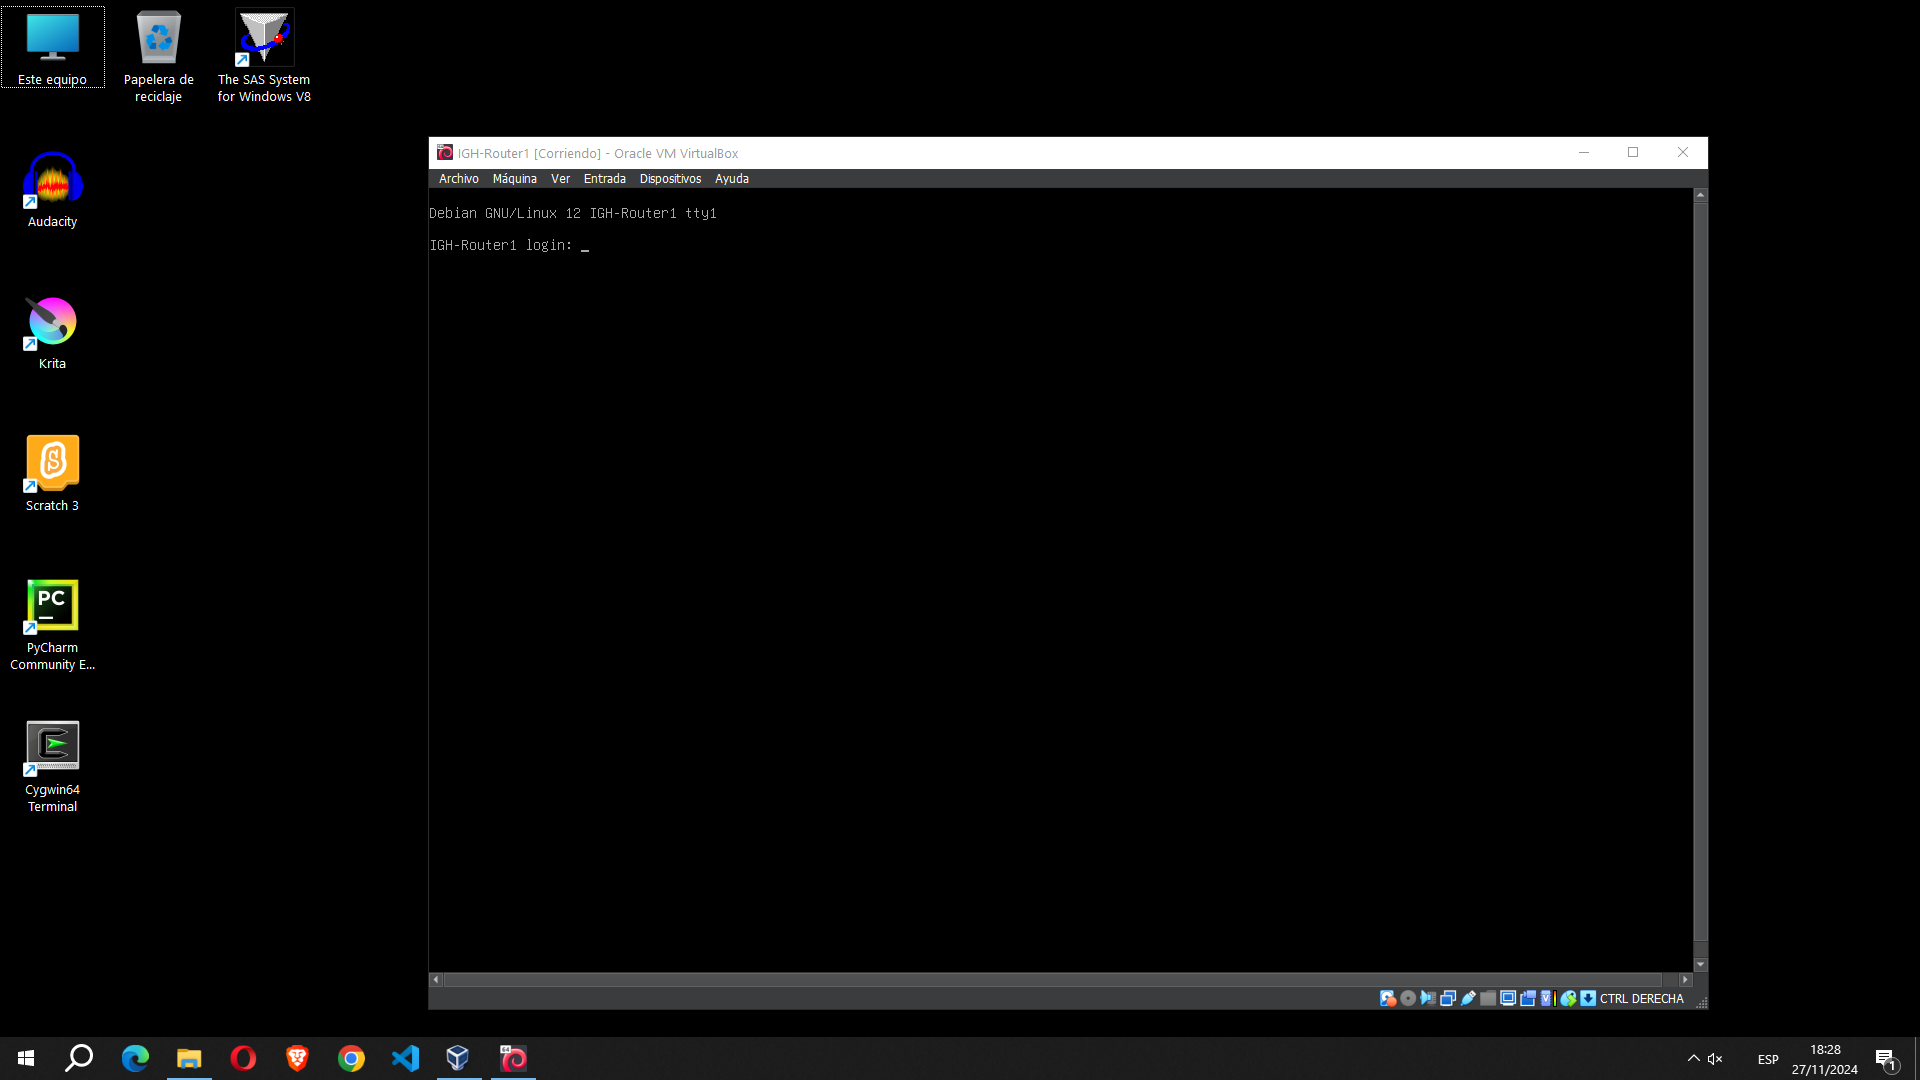 Este equipo
Papelera de
reciclaje
The SAS System
for Windows V8
Audacity
Krita
Scratch 3
PC
PyCharm
Community E...
Cygwin64
Terminal
IGH-Router1 [Corriendo] - Oracle VM VirtualBox
Archivo Máquina Ver Entrada Dispositivos Ayuda
Debian GNU/Linux 12 IGH-Router1 tty1
IGH-Router1 login: _
CTRL DERECHA
ESP
18:28
27/11/2024
1